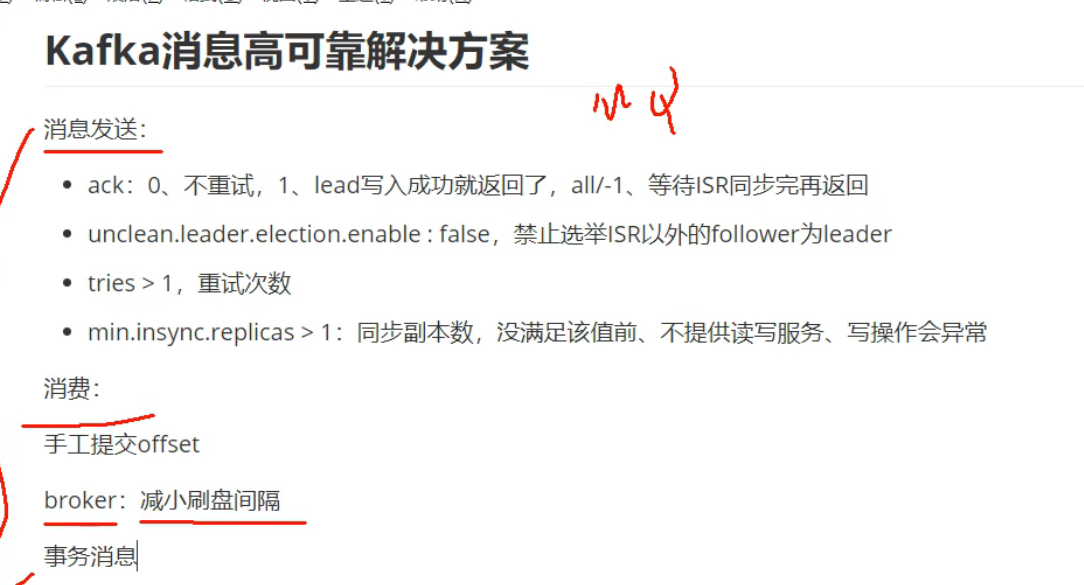 Kafka消息高可靠解决方案
消息发送：
ack：0、不重试，1、lead写入成功就返回了，all/-1、等待ISR同步完再返回
unclean.leader.election.enable : false，禁止选举ISR以外的follower为leader
tries > 1，重试次数
min.insync.replicas > 1：同步副本数，没满足该值前、不提供读写服务、写操作会异常
消费：
手工提交offset
broker：减小刷盘间隔
事务消息